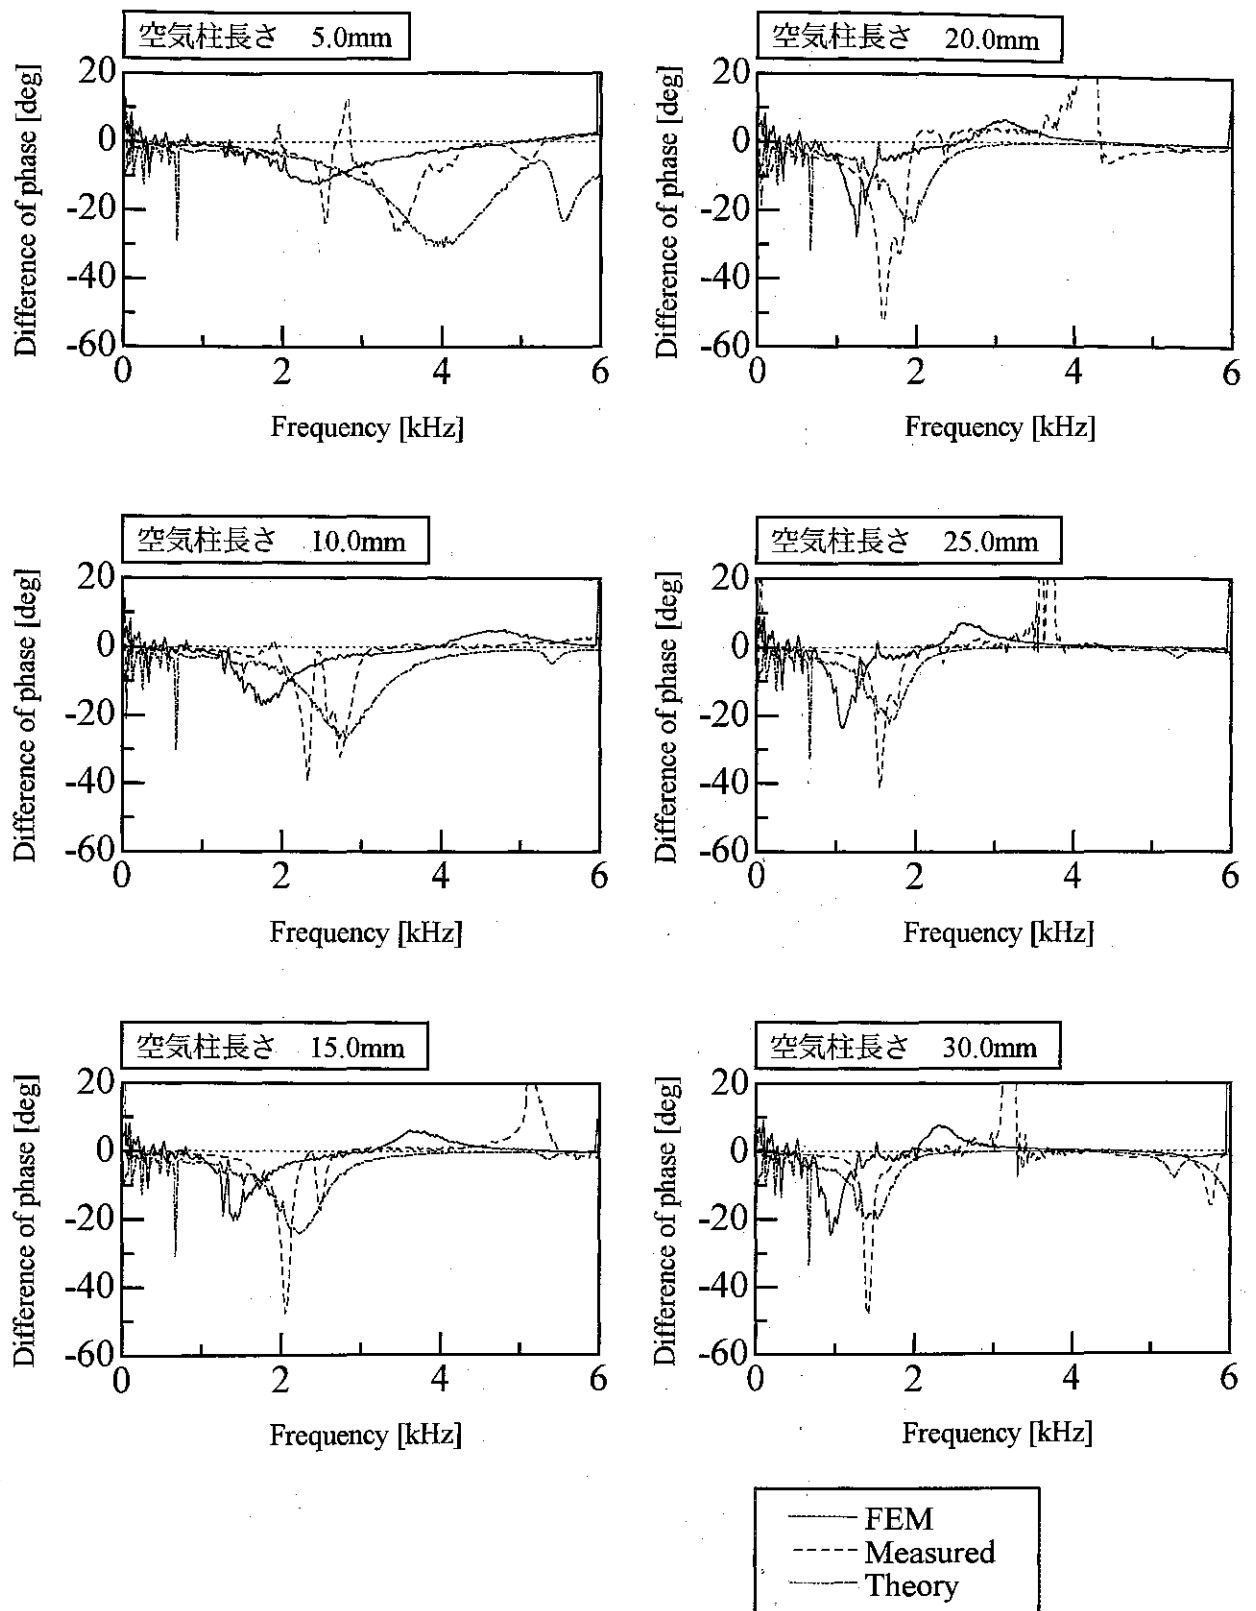 空気柱長さ 5.0mm
Difference of phase [deg]
20
0
-20
-40
-60
0 2 4 6
Frequency [kHz]
空気柱長さ 20.0mm
Difference of phase [deg]
20
0
-20
-40
-60
0 2 4 6
Frequency [kHz]
空気柱長さ 10.0mm
Difference of phase [deg]
20
0
-20
-40
-60
0 2 4 6
Frequency [kHz]
空気柱長さ 25.0mm
Difference of phase [deg]
20
0
-20
-40
-60
0 2 4 6
Frequency [kHz]
空気柱長さ 15.0mm
Difference of phase [deg]
20
0
-20
-40
-60
0 2 4 6
Frequency [kHz]
空気柱長さ 30.0mm
Difference of phase [deg]
20
0
-20
-40
-60
0 2 4 6
Frequency [kHz]
FEM
Measured
Theory